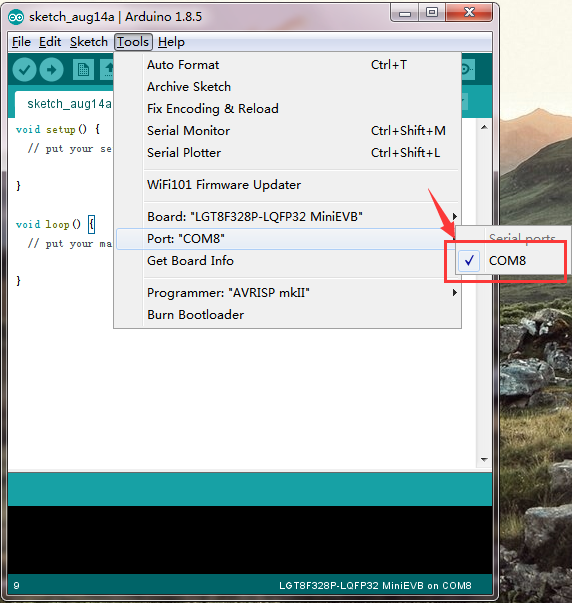 sketch_aug14a | Arduino 1.8.5
File Edit Sketch Tools Help
sketch_aug14a
Auto Format Ctrl+T
Archive Sketch
Fix Encoding & Reload
Serial Monitor Ctrl+Shift+M
Serial Plotter Ctrl+Shift+L
WiFi101 Firmware Updater
Board: "LGT8F328P-LQFP32 MiniEVB"
Port: "COM8"
Get Board Info
Programmer: "AVRISP mkII"
Burn Bootloader
Serial ports
COM8
void setup() {
// put your se
}
void loop() {
// put your ma
}
9 LGT8F328P-LQFP32 MiniEVB on COM8